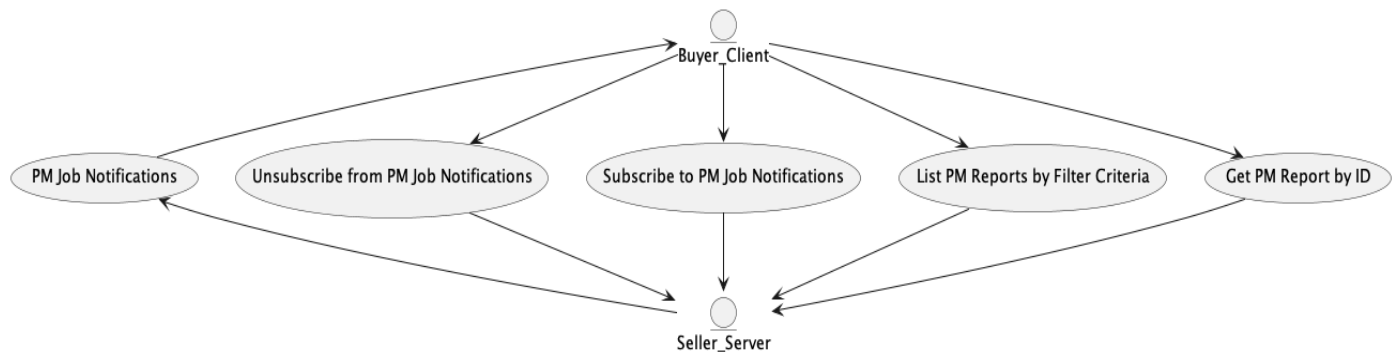 Buyer_Client
PM Job Notifications
Unsubscribe from PM Job Notifications
Subscribe to PM Job Notifications
List PM Reports by Filter Criteria
Get PM Report by ID
Seller_Server